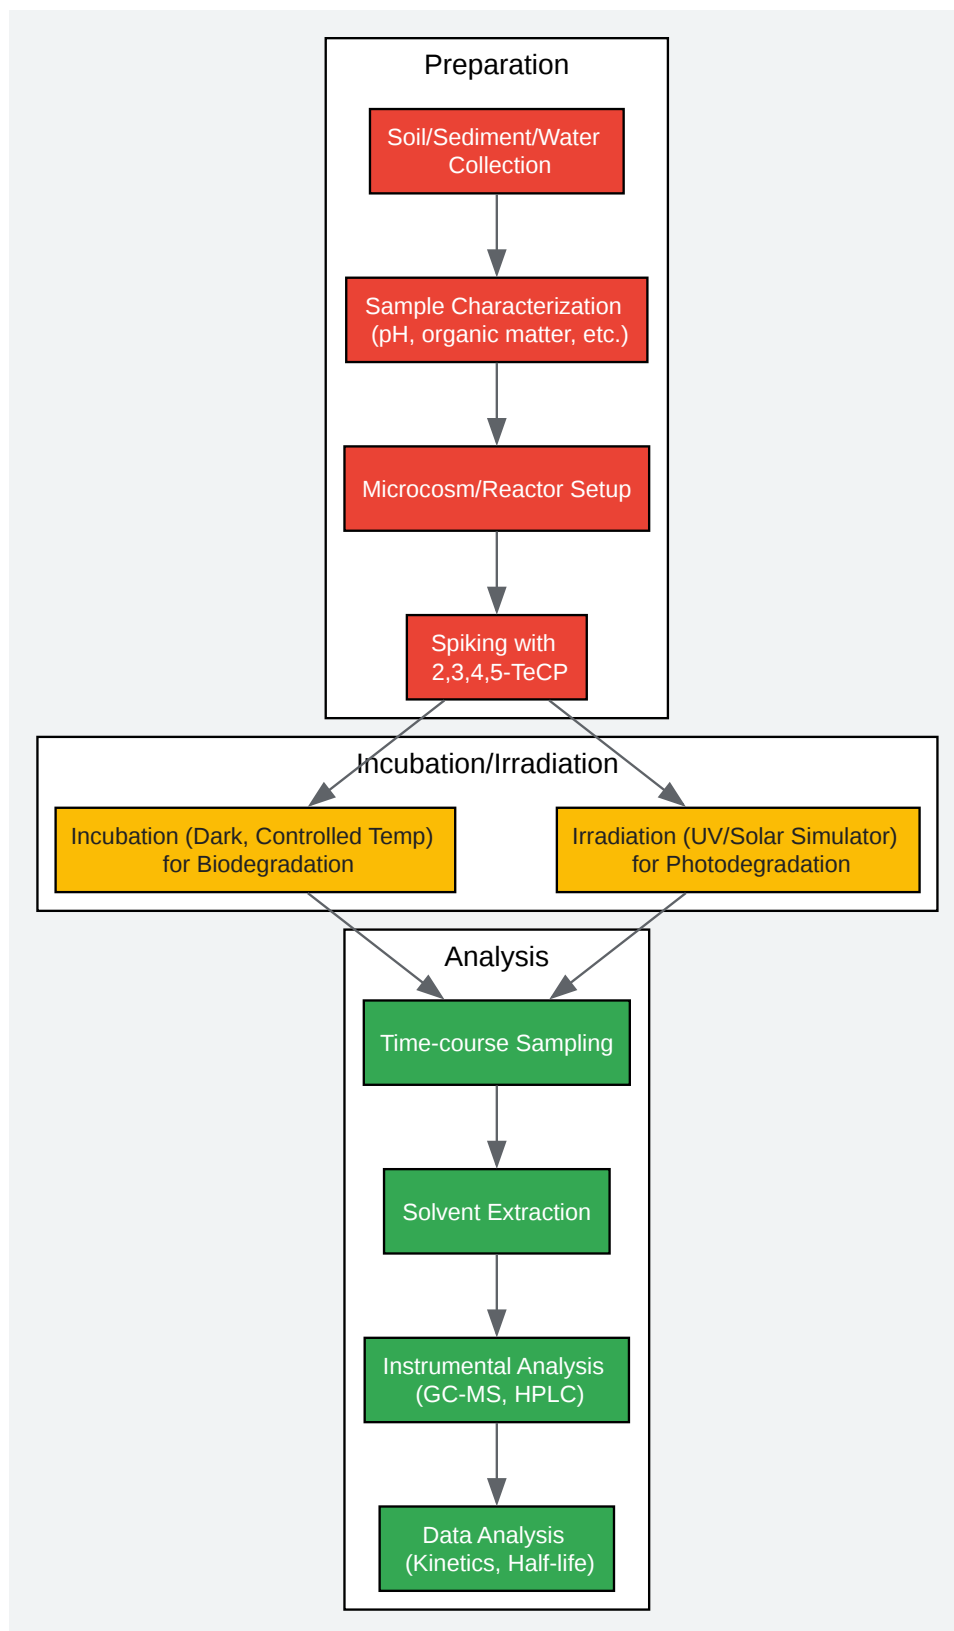 Preparation
Soil/Sediment/Water
Collection
Sample Characterization
(pH, organic matter, etc.)
Microcosm/Reactor Setup
Spiking with
2,3,4,5-TeCP
Incubation/Irradiation
Incubation (Dark, Controlled Temp)
for Biodegradation
Irradiation (UV/Solar Simulator)
for Photodegradation
Analysis
Time-course Sampling
Solvent Extraction
Instrumental Analysis
(GC-MS, HPLC)
Data Analysis
(Kinetics, Half-life)